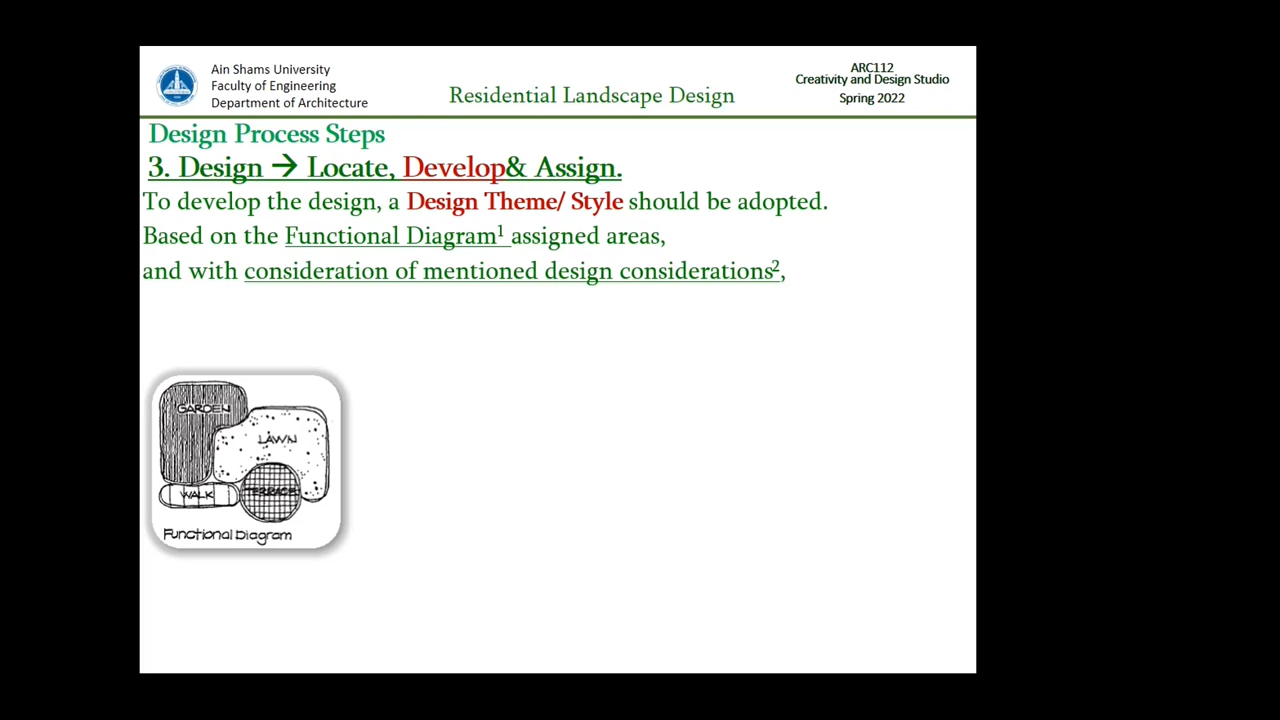 Ain Shams University
Faculty of Engineering
Department of Architecture
Residential Landscape Design
ARC112
Creativity and Design Studio
Spring 2022
Design Process Steps
3. Design → Locate, Develop& Assign.
To develop the design, a Design Theme/ Style should be adopted.
Based on the Functional Diagram¹ assigned areas,
and with consideration of mentioned design considerations²,
GARDEN
LAWN
WALK
TERRACE
Functional Diagram